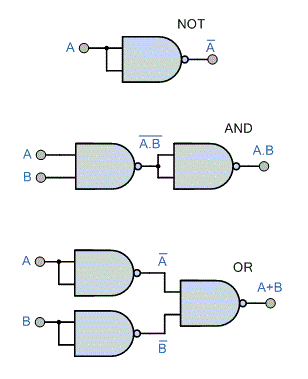 NOT
A A̅
AND
A A̅.̅B̅ A.B
B
OR
A A̅ A+B
B B̅